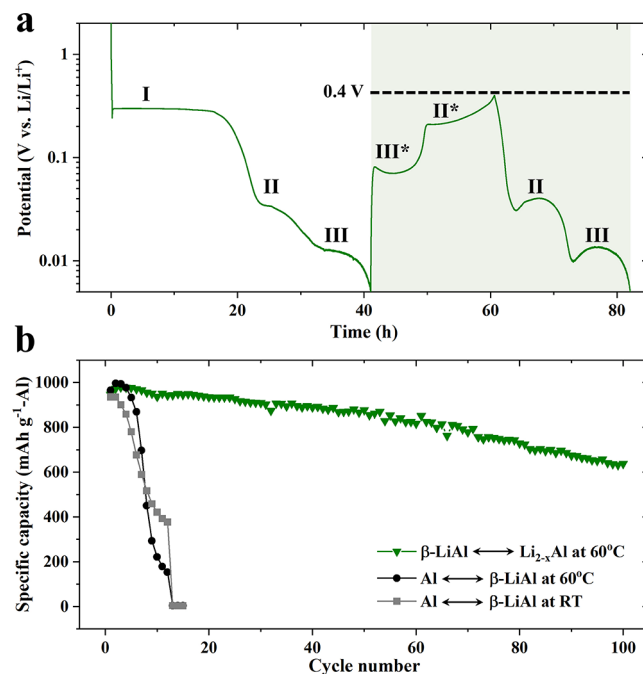 a
1
0.1
0.01
Potential (V vs. Li/Li⁺)
I
II
III
0.4 V
III*
II*
II
III
0
20
40
60
80
Time (h)
b
1000
800
600
400
200
0
Specific capacity (mAh g⁻¹-Al)
β-LiAl ⟷ Li₂₋ₓAl at 60°C
Al ⟷ β-LiAl at 60°C
Al ⟷ β-LiAl at RT
0
20
40
60
80
100
Cycle number